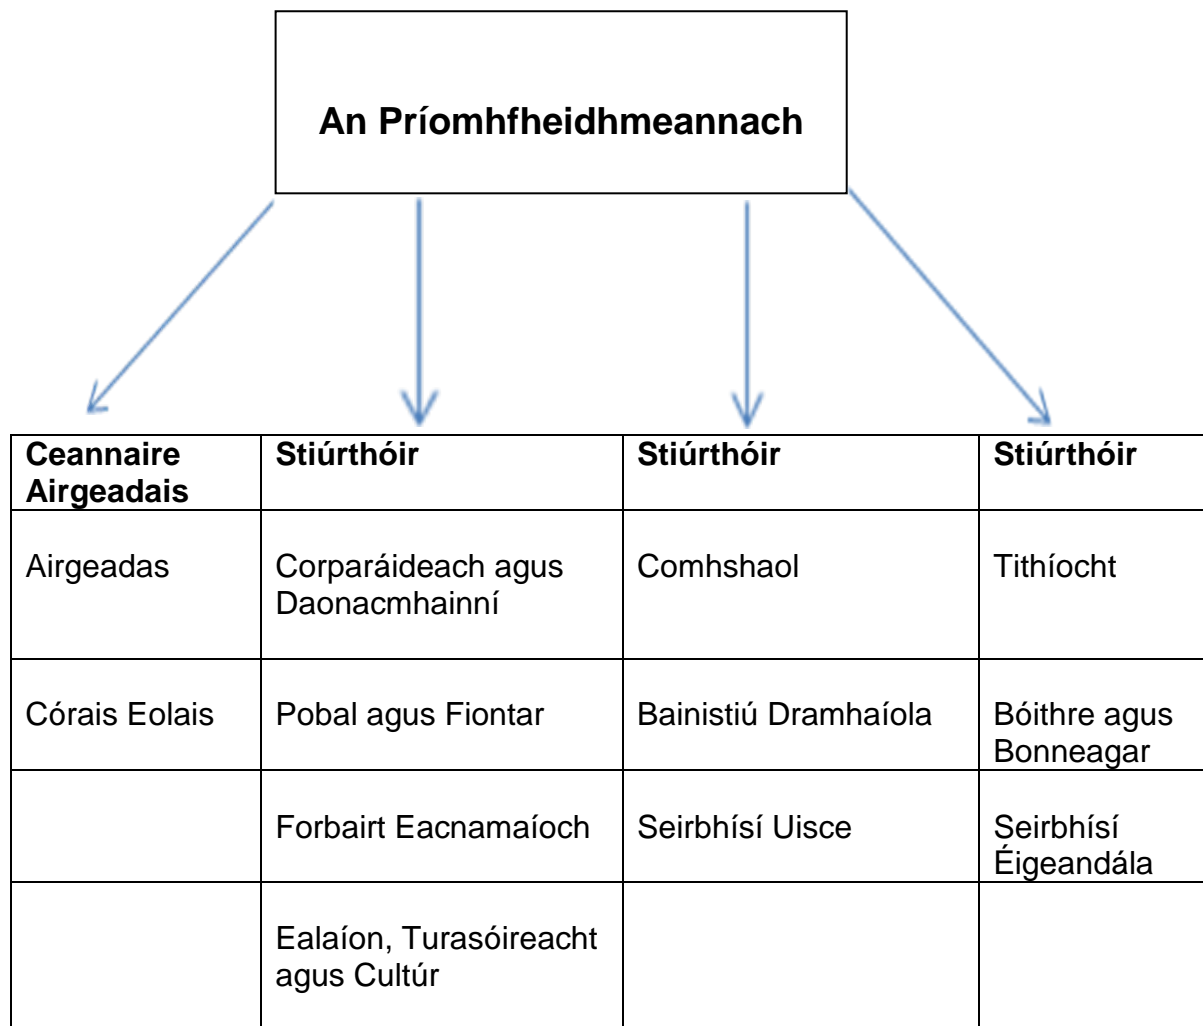 An Príomhfheidhmeannach
Ceannaire
Airgeadais
Stiúrthóir
Stiúrthóir
Stiúrthóir
Airgeadas
Corparáideach agus
Daonacmhainní
Comhshaol
Tithíocht
Córais Eolais
Pobal agus Fiontar
Bainistiú Dramhaíola
Bóithre agus
Bonneagar
Forbairt Eacnamaíoch
Seirbhísí Uisce
Seirbhísí
Éigeandála
Ealaíon, Turasóireacht
agus Cultúr